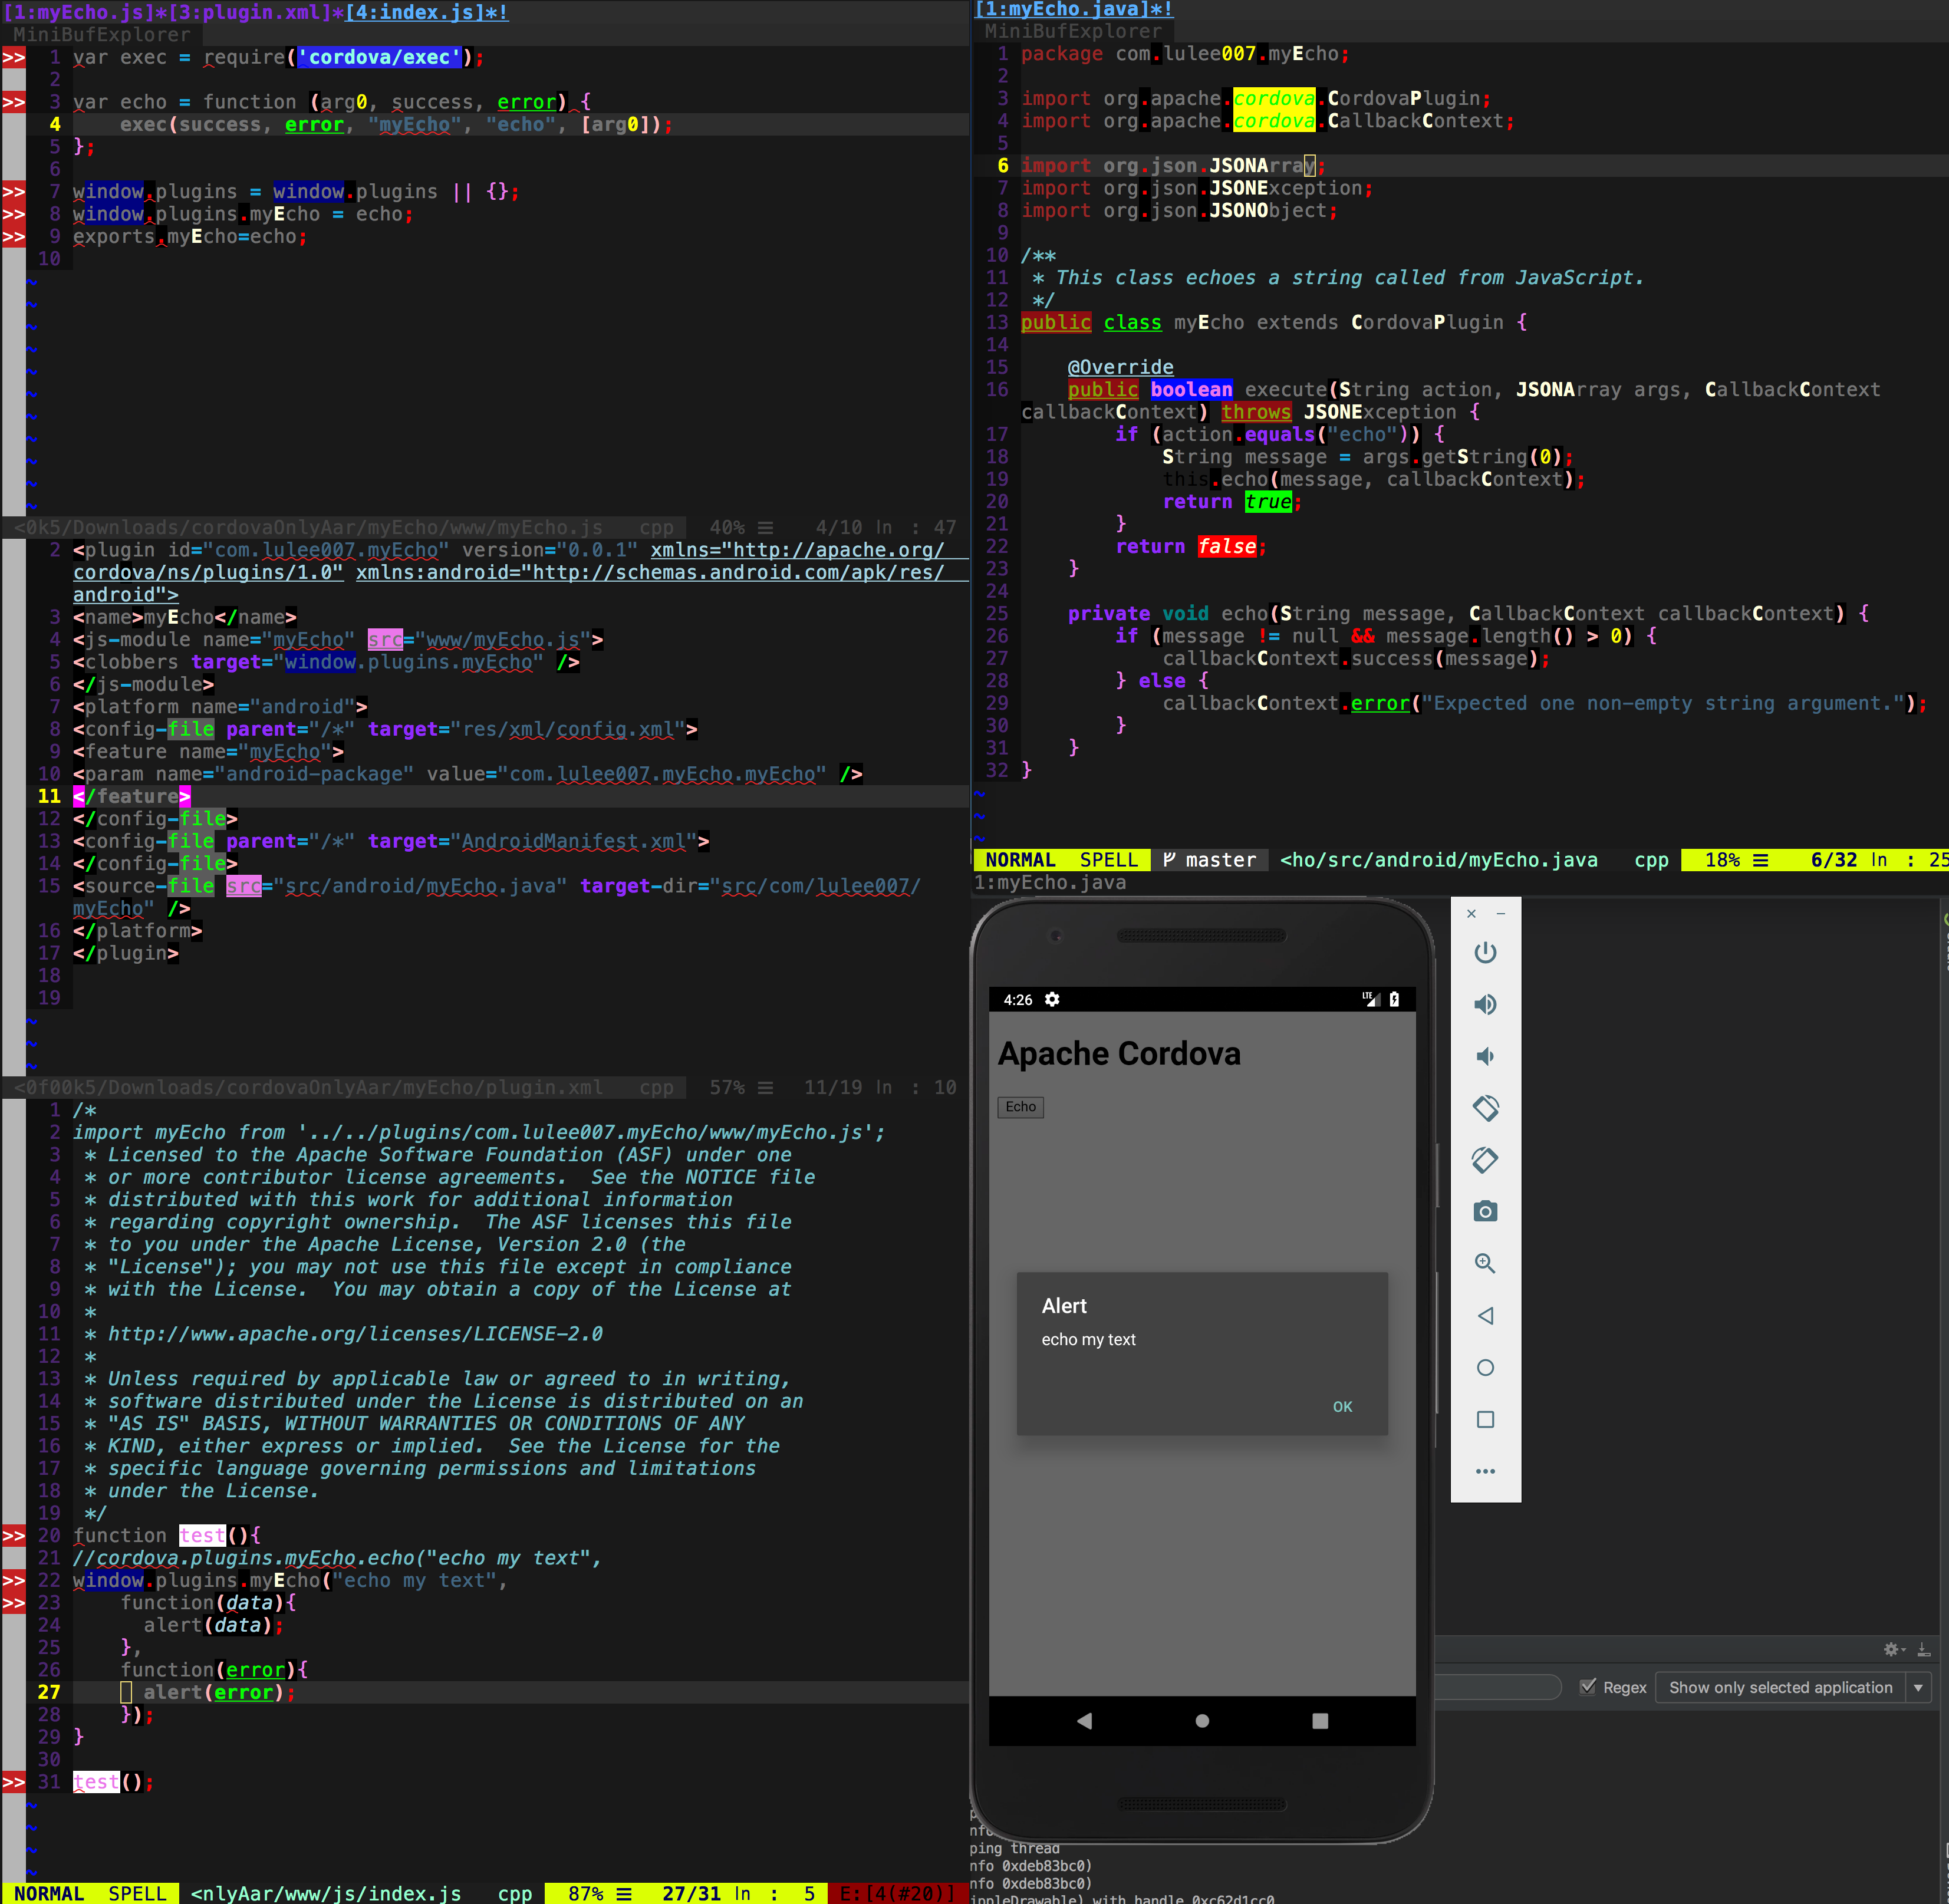 [1:myEcho.js]*[3:plugin.xml]*[4:index.js]*!
MiniBufExplorer
>> 1 var exec = require('cordova/exec');
2
>> 3 var echo = function (arg0, success, error) {
4     exec(success, error, "myEcho", "echo", [arg0]);
5 };
6
>> 7 window.plugins = window.plugins || {};
>> 8 window.plugins.myEcho = echo;
>> 9 exports.myEcho=echo;
10
~
~
~
~
~
~
~
~
~
~
~
<0k5/Downloads/cordovaOnlyAar/myEcho/www/myEcho.js   cpp   40% ☰   4/10 ln  : 47
2 <plugin id="com.lulee007.myEcho" version="0.0.1" xmlns="http://apache.org/
cordova/ns/plugins/1.0" xmlns:android="http://schemas.android.com/apk/res/
android">
3 <name>myEcho</name>
4 <js-module name="myEcho" src="www/myEcho.js">
5 <clobbers target="window.plugins.myEcho" />
6 </js-module>
7 <platform name="android">
8 <config-file parent="/*" target="res/xml/config.xml">
9 <feature name="myEcho">
10 <param name="android-package" value="com.lulee007.myEcho.myEcho" />
11 </feature>
12 </config-file>
13 <config-file parent="/*" target="AndroidManifest.xml">
14 </config-file>
15 <source-file src="src/android/myEcho.java" target-dir="src/com/lulee007/
myEcho" />
16 </platform>
17 </plugin>
18
19
~
~
~
<0f00k5/Downloads/cordovaOnlyAar/myEcho/plugin.xml   cpp   57% ☰   11/19 ln  : 10
1 /*
2 import myEcho from '../../plugins/com.lulee007.myEcho/www/myEcho.js';
3  * Licensed to the Apache Software Foundation (ASF) under one
4  * or more contributor license agreements.  See the NOTICE file
5  * distributed with this work for additional information
6  * regarding copyright ownership.  The ASF licenses this file
7  * to you under the Apache License, Version 2.0 (the
8  * "License"); you may not use this file except in compliance
9  * with the License.  You may obtain a copy of the License at
10  *
11  * http://www.apache.org/licenses/LICENSE-2.0
12  *
13  * Unless required by applicable law or agreed to in writing,
14  * software distributed under the License is distributed on an
15  * "AS IS" BASIS, WITHOUT WARRANTIES OR CONDITIONS OF ANY
16  * KIND, either express or implied.  See the License for the
17  * specific language governing permissions and limitations
18  * under the License.
19  */
>> 20 function test(){
21 //cordova.plugins.myEcho.echo("echo my text",
>> 22 window.plugins.myEcho("echo my text",
>> 23     function(data){
24       alert(data);
25     },
26     function(error){
27       alert(error);
28     });
29 }
30
>> 31 test();
~
~
~
~
NORMAL  SPELL  <nlyAar/www/js/index.js   cpp   87% ☰   27/31 ln  :  5  E:[4(#20)]
[1:myEcho.java]*!
MiniBufExplorer
1 package com.lulee007.myEcho;
2
3 import org.apache.cordova.CordovaPlugin;
4 import org.apache.cordova.CallbackContext;
5
6 import org.json.JSONArray;
7 import org.json.JSONException;
8 import org.json.JSONObject;
9
10 /**
11  * This class echoes a string called from JavaScript.
12  */
13 public class myEcho extends CordovaPlugin {
14
15     @Override
16     public boolean execute(String action, JSONArray args, CallbackContext
callbackContext) throws JSONException {
17         if (action.equals("echo")) {
18             String message = args.getString(0);
19             this.echo(message, callbackContext);
20             return true;
21         }
22         return false;
23     }
24
25     private void echo(String message, CallbackContext callbackContext) {
26         if (message != null && message.length() > 0) {
27             callbackContext.success(message);
28         } else {
29             callbackContext.error("Expected one non-empty string argument.");
30         }
31     }
32 }
~
~
~
NORMAL  SPELL  master  <ho/src/android/myEcho.java   cpp   18% ☰   6/32 ln  : 25
1:myEcho.java
4:26 LTE
Apache Cordova
Echo
Alert
echo my text
OK
Regex  Show only selected application
ping thread
nfo 0xdeb83bc0)
nfo 0xdeb83bc0)
ippleDrawable) with handle 0xc62d1cc0